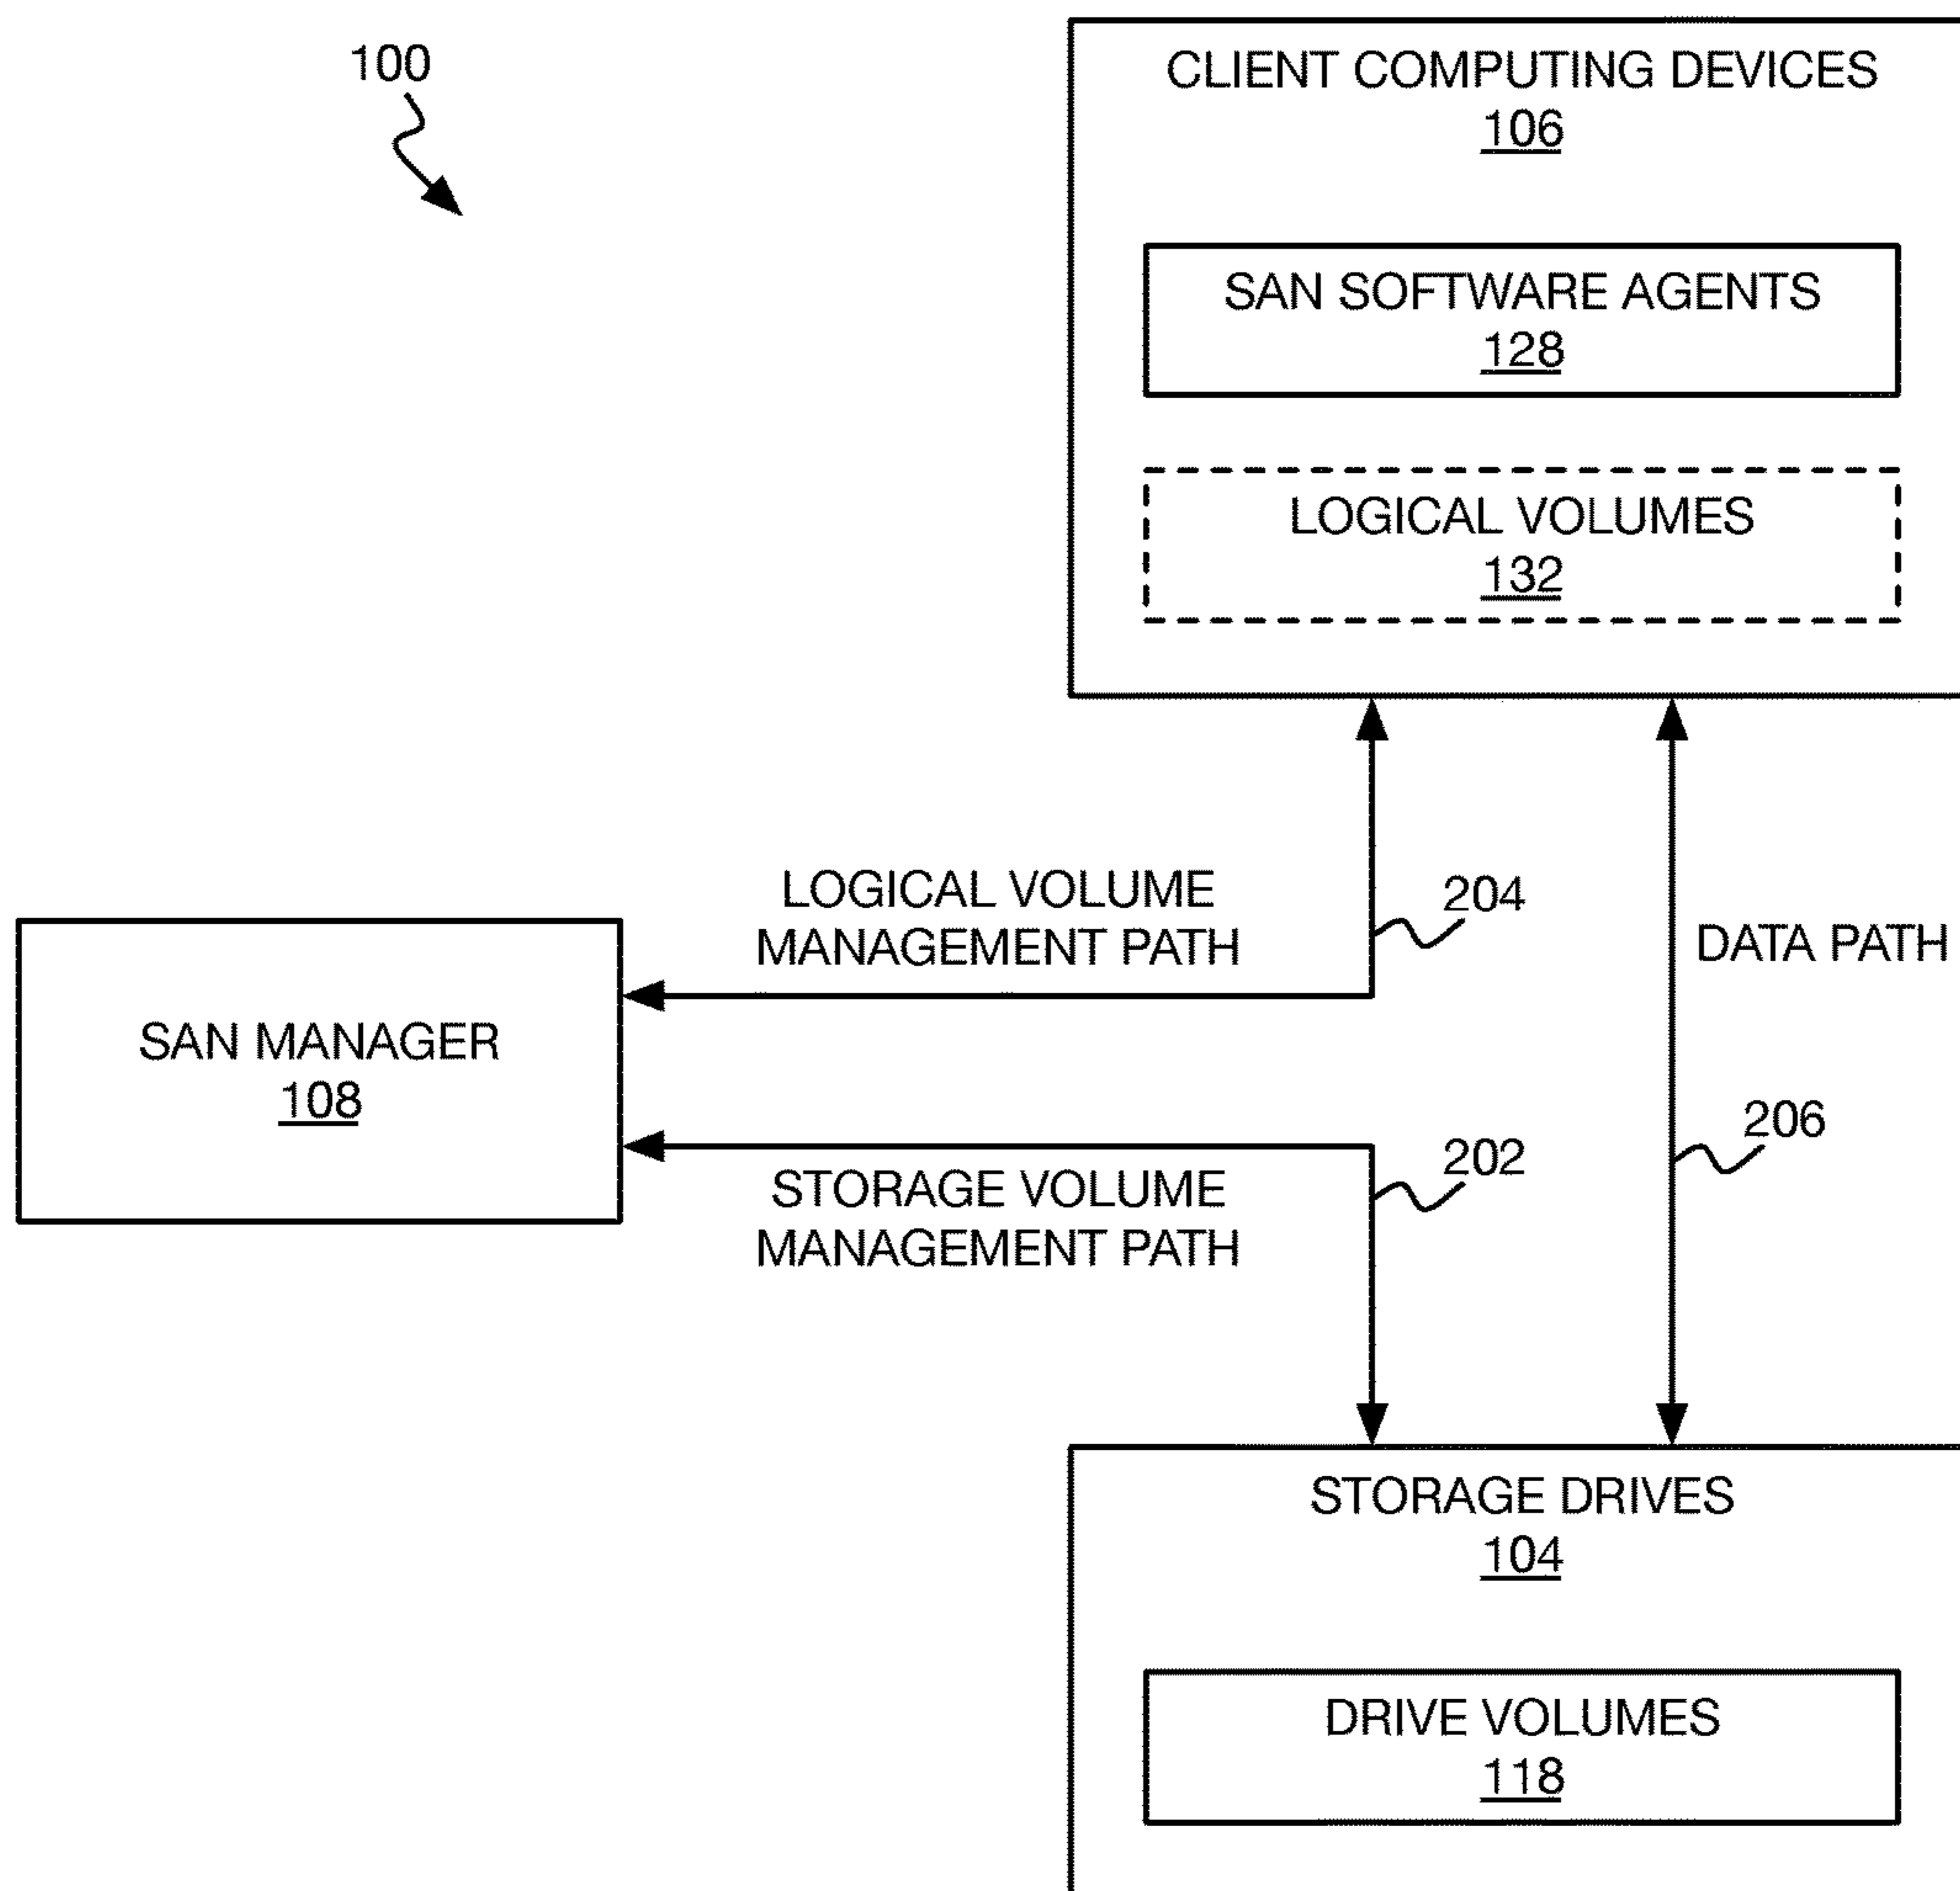 100
CLIENT COMPUTING DEVICES
106
SAN SOFTWARE AGENTS
128
LOGICAL VOLUMES
132
LOGICAL VOLUME
MANAGEMENT PATH
204
DATA PATH
SAN MANAGER
108
206
202
STORAGE VOLUME
MANAGEMENT PATH
STORAGE DRIVES
104
DRIVE VOLUMES
118